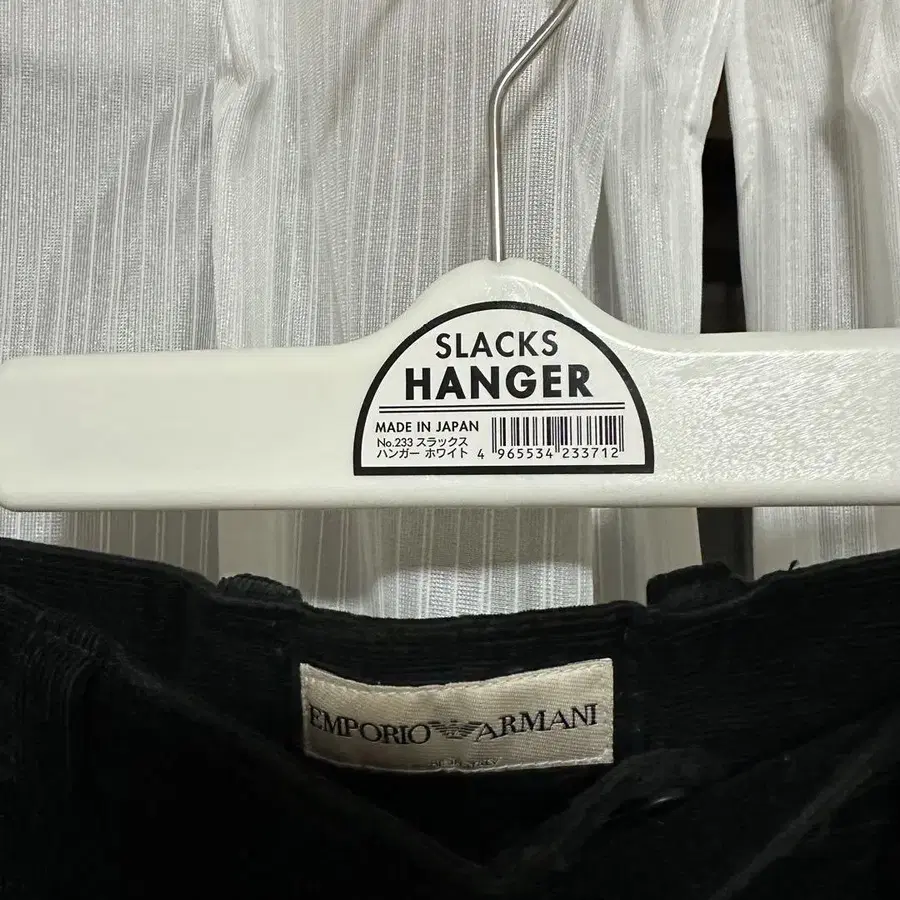 SLACKS
HANGER
MADE IN JAPAN
No.233 スラックス
ハンガー ホワイト
4 965534 233712
EMPORIO ARMANI